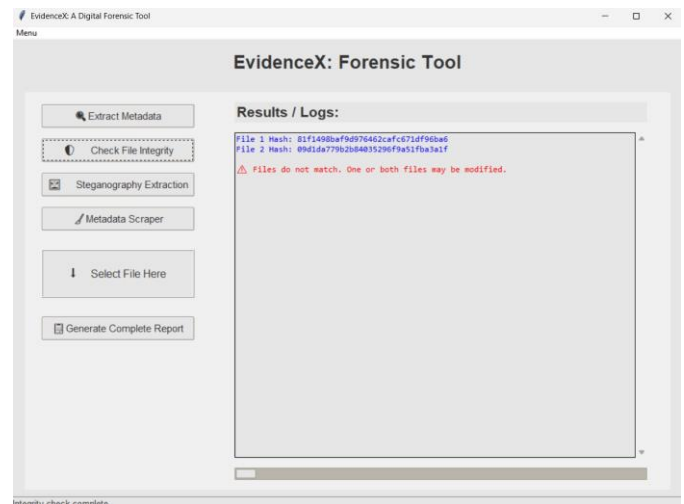 EvidenceX: A Digital Forensic Tool
Menu
EvidenceX: Forensic Tool
Extract Metadata
Check File Integrity
Steganography Extraction
Metadata Scraper
Select File Here
Generate Complete Report
Results / Logs:
File 1 Hash: 81f1498baf9d976462cafc671df96ba6
File 2 Hash: 09d1da779b2b84035296f9a51fba3a1f
⚠ Files do not match. One or both files may be modified.
Integrity check complete